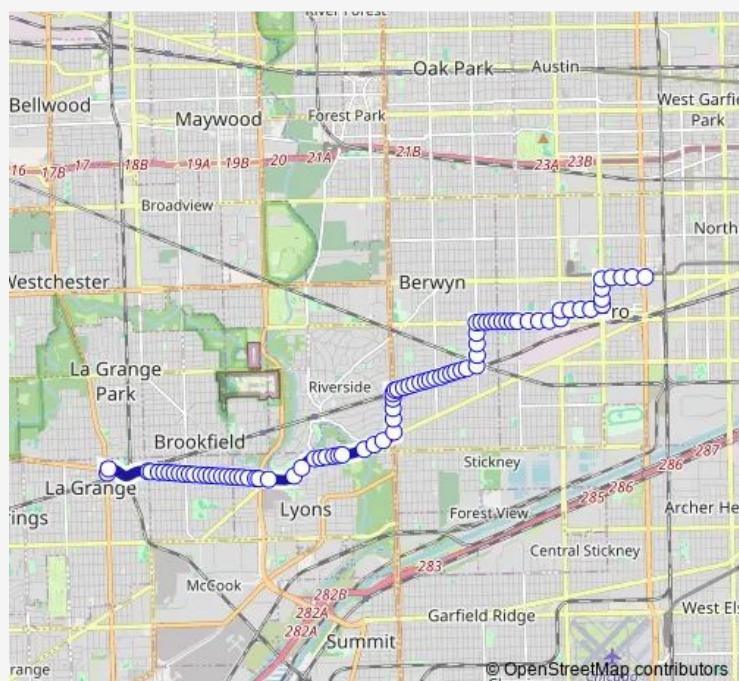 River Forest
Oak Park
Austin
Bellwood
Maywood
Forest Park
West Garfi
Park
16
17B
17
18B
19A
19B
20
21A
21B
23A
23B
Broadview
North
Westchester
Berwyn
ro
La Grange
Park
Riverside
Brookfield
La Grange
rings
Lyons
Stickney
Forest View
286
287
285
286
Archer He
Central Stickney
283
McCook
282B
282A
282A
Garfield Ridge
West Els
Summit
range
© OpenStreetMap contributors